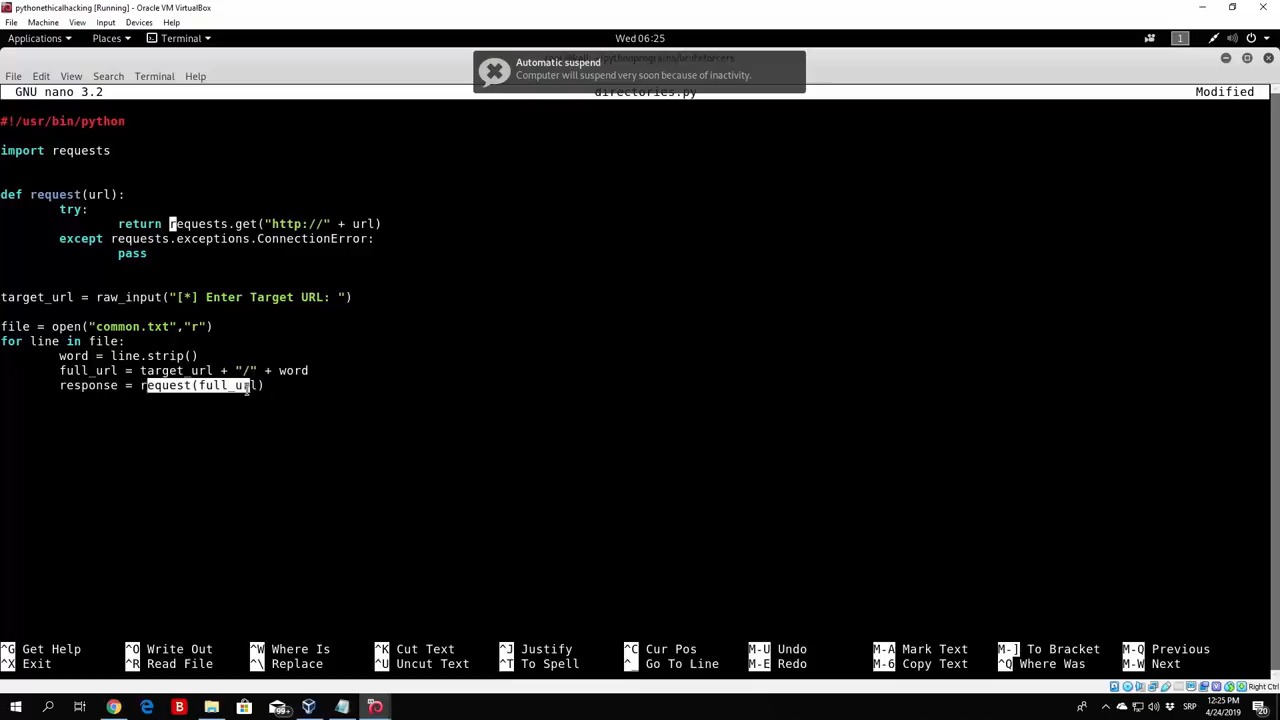 pythonethicalhacking [Running] - Oracle VM VirtualBox
File Machine View Input Devices Help
Applications Places Terminal Wed 06:25 1
Automatic suspend
Computer will suspend very soon because of inactivity.
File Edit View Search Terminal Help
GNU nano 3.2 directories.py Modified
#!/usr/bin/python
import requests
def request(url):
try:
return requests.get("http://" + url)
except requests.exceptions.ConnectionError:
pass
target_url = raw_input("[*] Enter Target URL: ")
file = open("common.txt","r")
for line in file:
word = line.strip()
full_url = target_url + "/" + word
response = request(full_url)
^G Get Help ^O Write Out ^W Where Is ^K Cut Text ^J Justify ^C Cur Pos M-U Undo M-A Mark Text M-] To Bracket M-Q Previous
^X Exit ^R Read File ^\ Replace ^U Uncut Text ^T To Spell ^_ Go To Line M-E Redo M-6 Copy Text ^Q Where Was M-W Next
Right Ctrl
99+ SRP 12:25 PM
4/24/2019 20